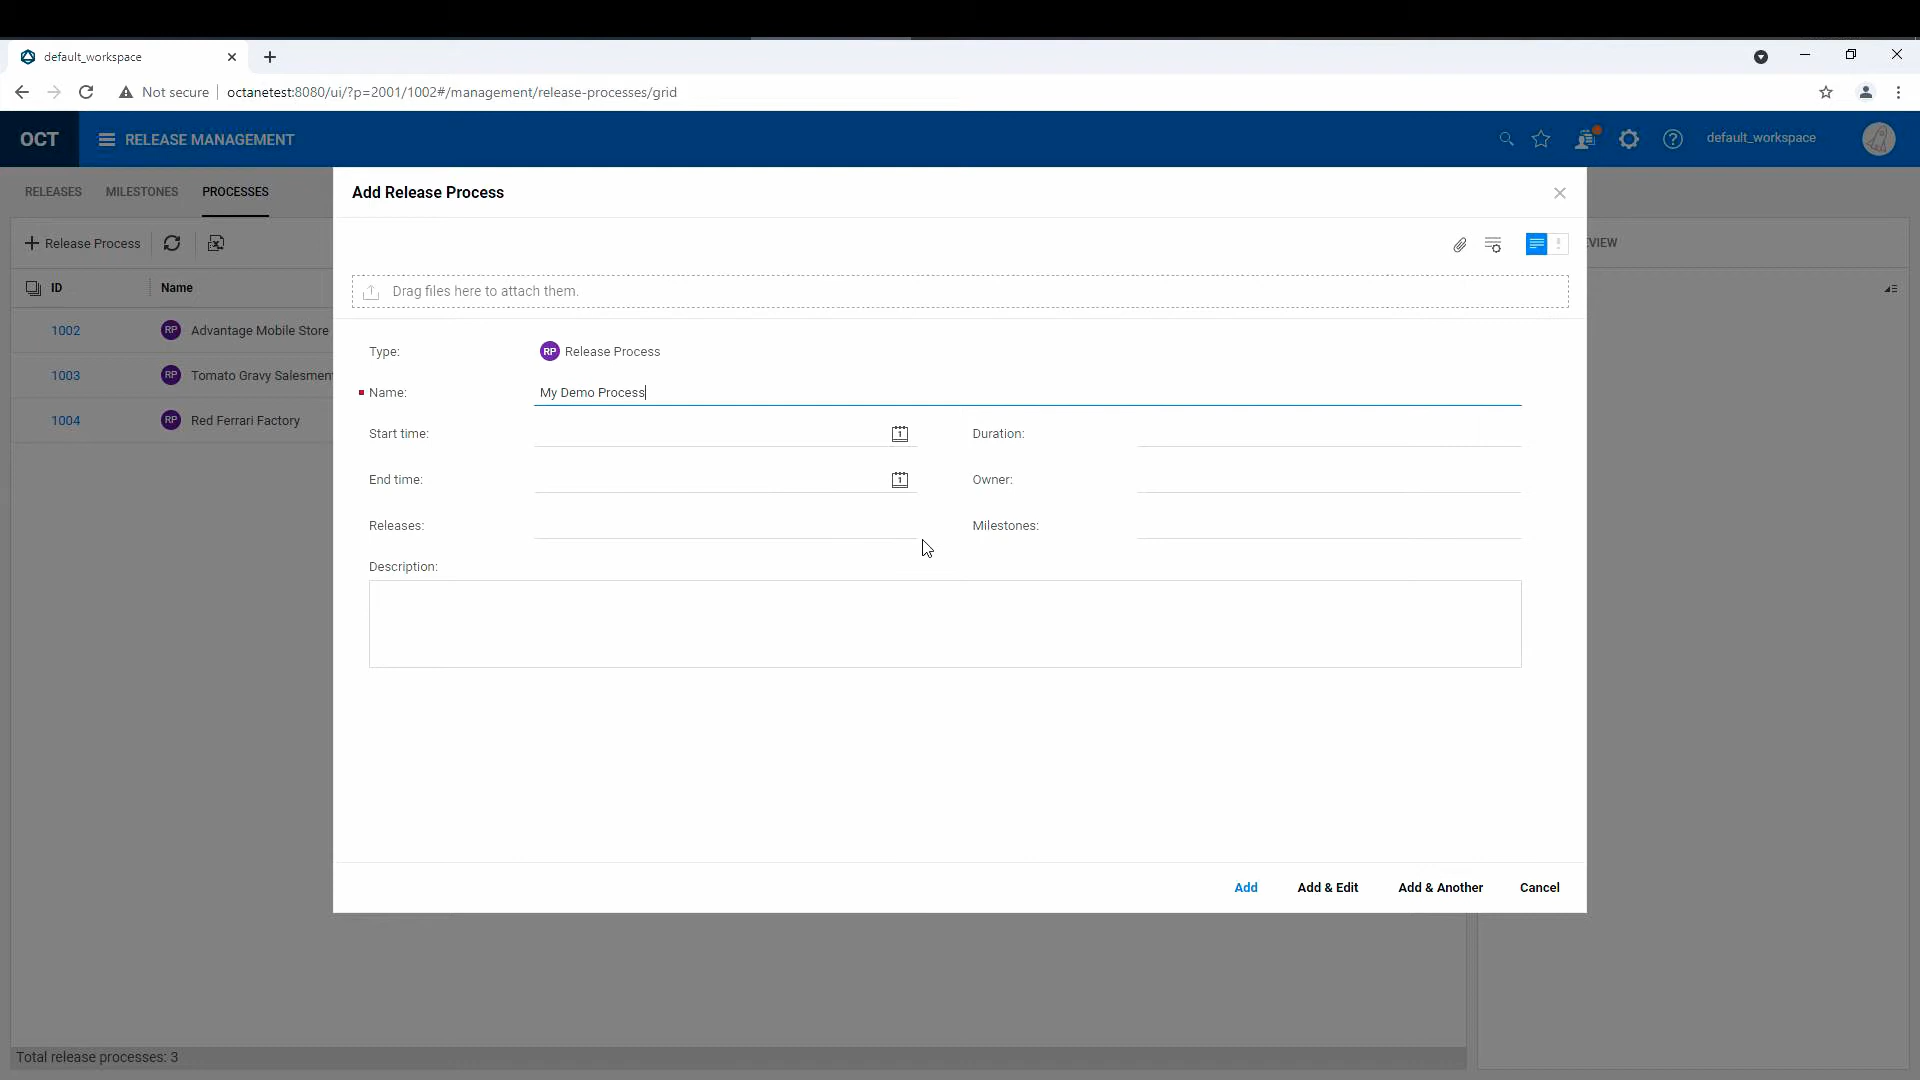 default_workspace
Not secure
octanetest:8080/ui/?p=2001/1002#/management/release-processes/grid
OCT
RELEASE MANAGEMENT
default_workspace
RELEASES
MILESTONES
PROCESSES
Add Release Process
Release Process
VIEW
Drag files here to attach them.
ID
Name
1002
RP
Advantage Mobile Store
1003
RP
Tomato Gravy Salesmen
1004
RP
Red Ferrari Factory
Type:
RP
Release Process
Name:
My Demo Process
Start time:
1
Duration:
End time:
1
Owner:
Releases:
Milestones:
Description:
Add
Add & Edit
Add & Another
Cancel
Total release processes: 3